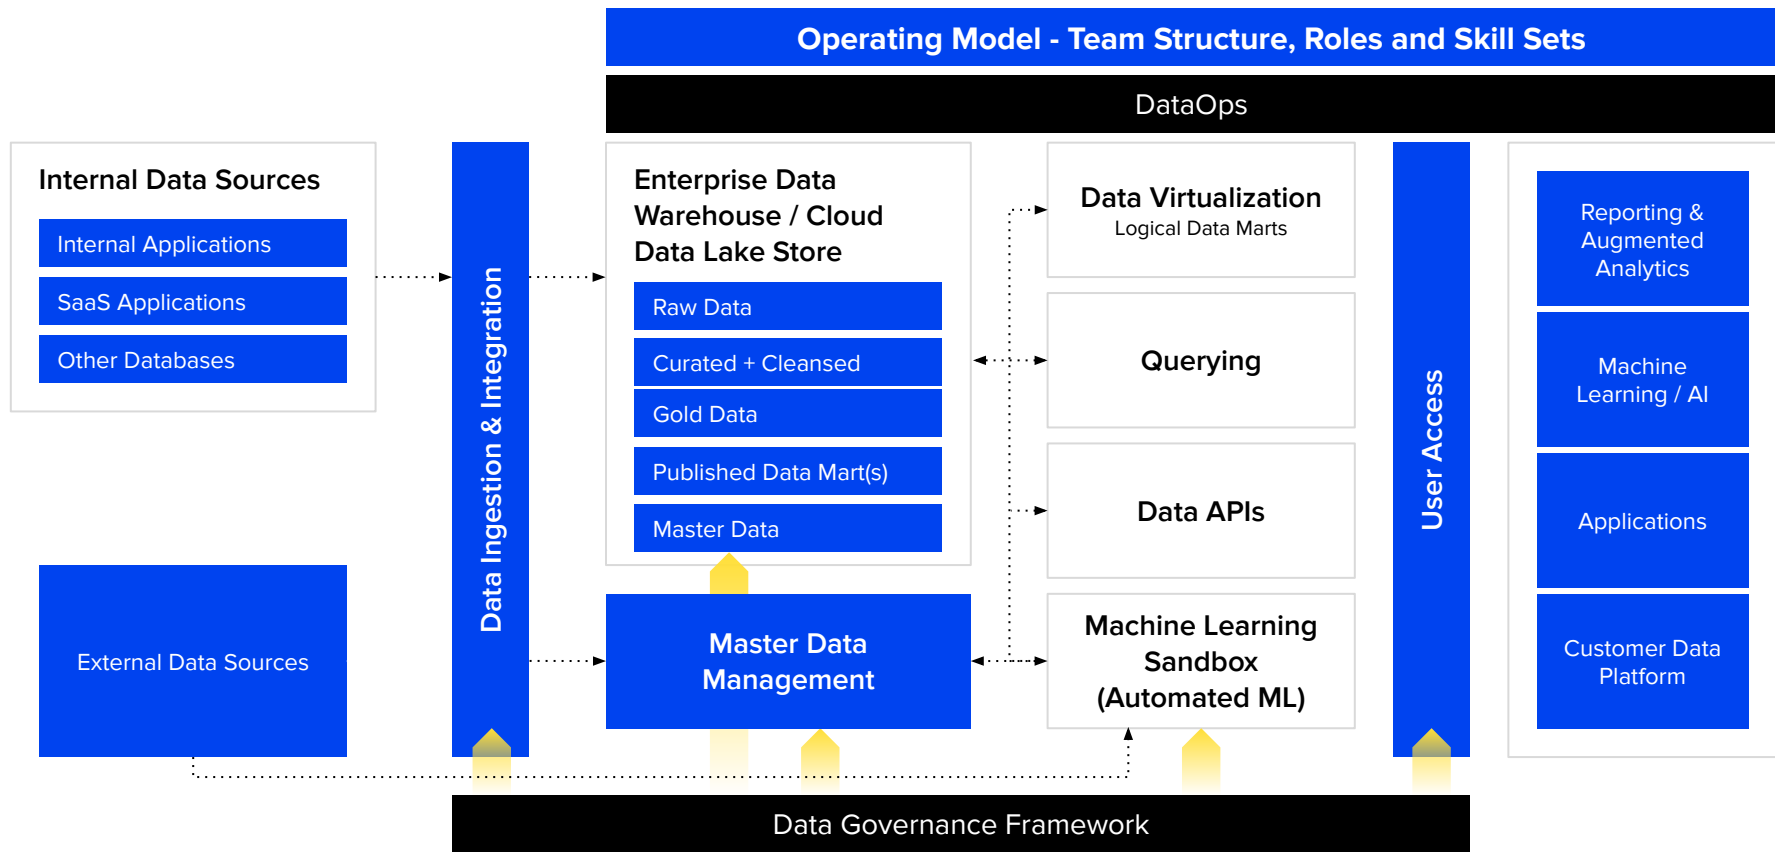 Operating Model - Team Structure, Roles and Skill Sets
DataOps
Internal Data Sources
Internal Applications
SaaS Applications
Other Databases
External Data Sources
Data Ingestion & Integration
Enterprise Data
Warehouse / Cloud
Data Lake Store
Raw Data
Curated + Cleansed
Gold Data
Published Data Mart(s)
Master Data
Master Data
Management
Data Virtualization
Logical Data Marts
Querying
Data APIs
Machine Learning
Sandbox
(Automated ML)
User Access
Reporting &
Augmented
Analytics
Machine
Learning / AI
Applications
Customer Data
Platform
Data Governance Framework